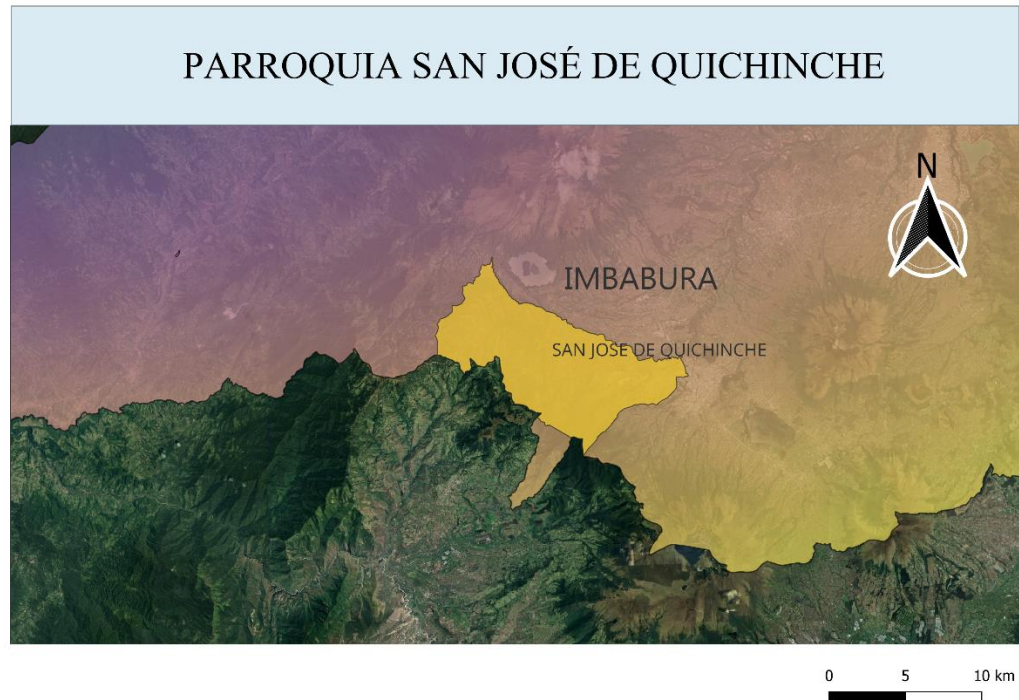 PARROQUIA SAN JOSÉ DE QUICHINCHE
N
IMBABURA
SAN JOSE DE QUICHINCHE
0 5 10 km